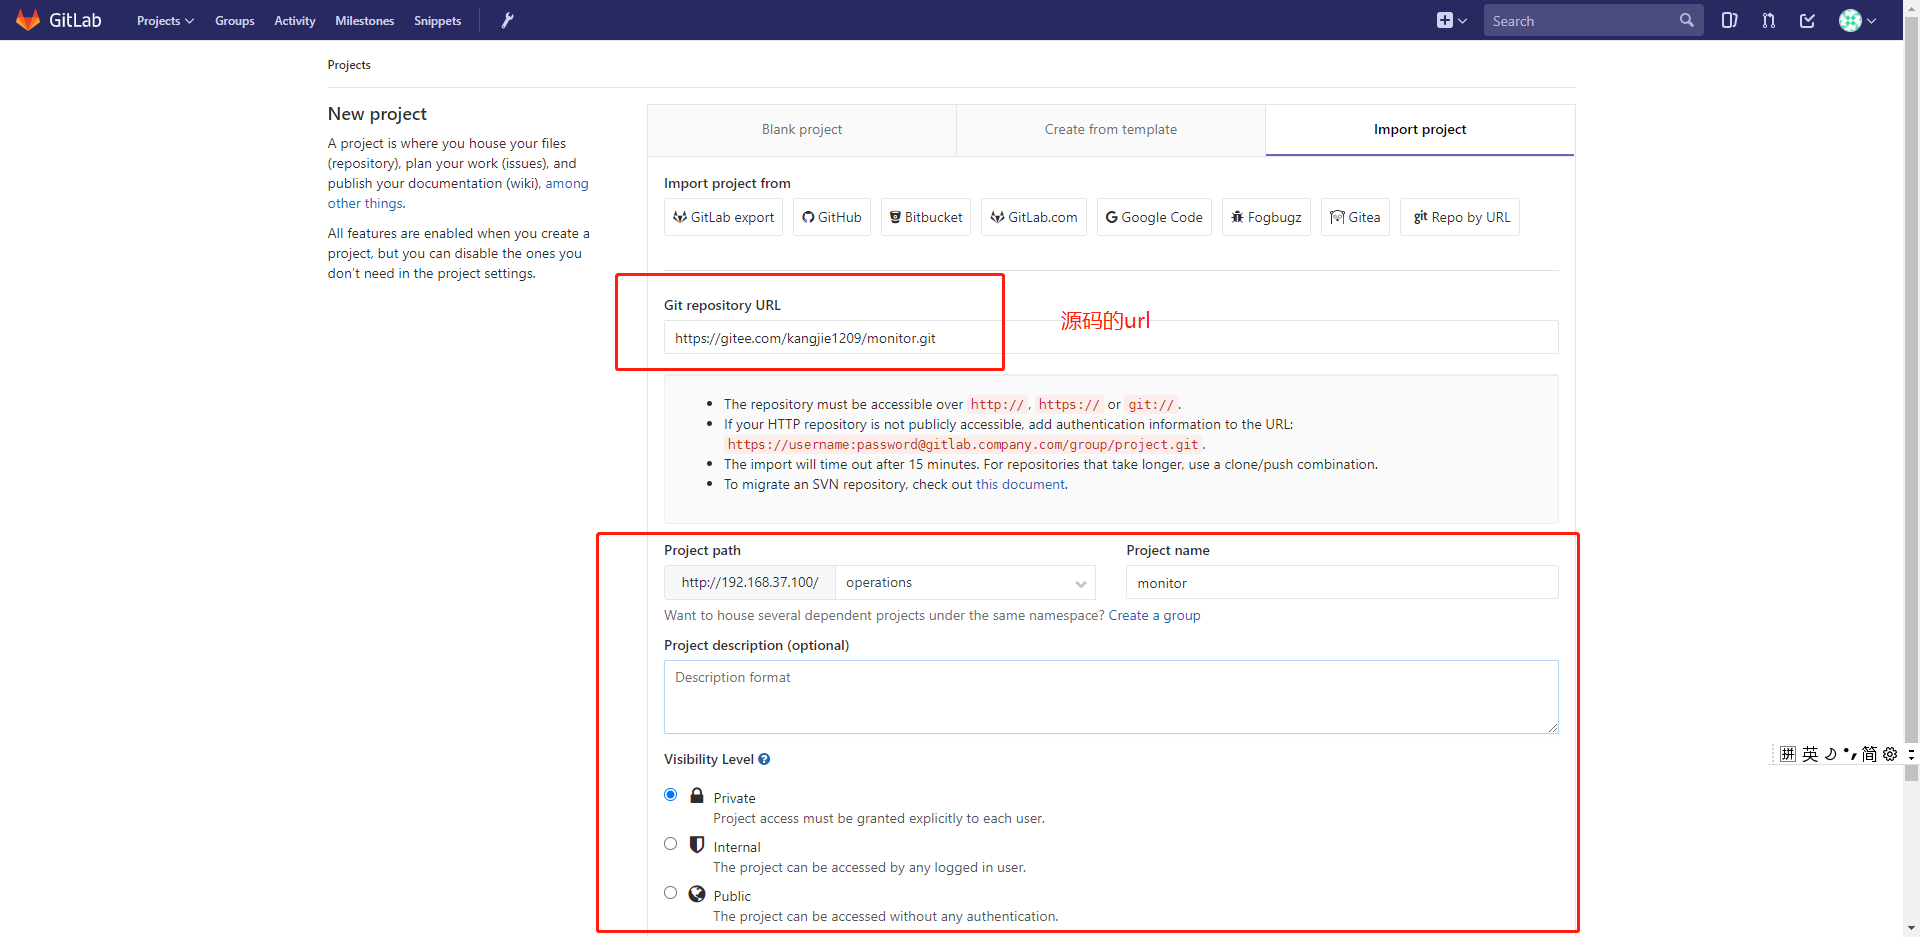 GitLab Projects Groups Activity Milestones Snippets Search
Projects
New project
A project is where you house your files
(repository), plan your work (issues), and
publish your documentation (wiki), among
other things.
All features are enabled when you create a
project, but you can disable the ones you
don't need in the project settings.
Blank project Create from template Import project
Import project from
GitLab export GitHub Bitbucket GitLab.com Google Code Fogbugz Gitea git Repo by URL
Git repository URL
源码的url
https://gitee.com/kangjie1209/monitor.git
The repository must be accessible over http://, https:// or git://.
If your HTTP repository is not publicly accessible, add authentication information to the URL:
https://username:password@gitlab.company.com/group/project.git.
The import will time out after 15 minutes. For repositories that take longer, use a clone/push combination.
To migrate an SVN repository, check out this document.
Project path Project name
http://192.168.37.100/ operations monitor
Want to house several dependent projects under the same namespace? Create a group
Project description (optional)
Description format
Visibility Level
拼 英 简
Private
Project access must be granted explicitly to each user.
Internal
The project can be accessed by any logged in user.
Public
The project can be accessed without any authentication.